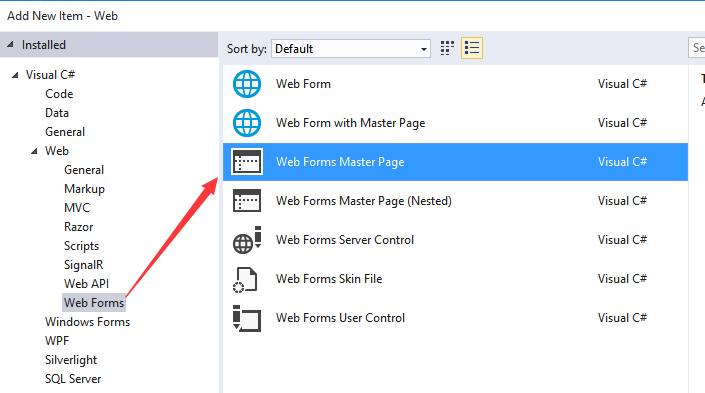 Add New Item - Web
Installed
Sort by: Default
Se
Visual C#
Code
Data
General
Web
General
Markup
MVC
Razor
Scripts
SignalR
Web API
Web Forms
Windows Forms
WPF
Silverlight
SQL Server
Web Form Visual C#
Web Form with Master Page Visual C#
Web Forms Master Page Visual C#
Web Forms Master Page (Nested) Visual C#
Web Forms Server Control Visual C#
Web Forms Skin File Visual C#
Web Forms User Control Visual C#
T
A